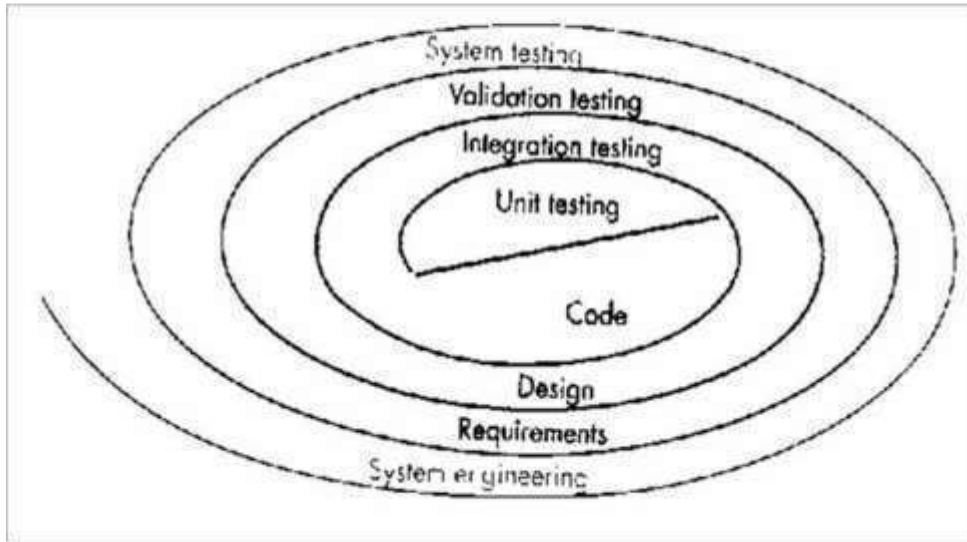 System testing
Validation testing
Integration testing
Unit testing
Code
Design
Requirements
System engineering